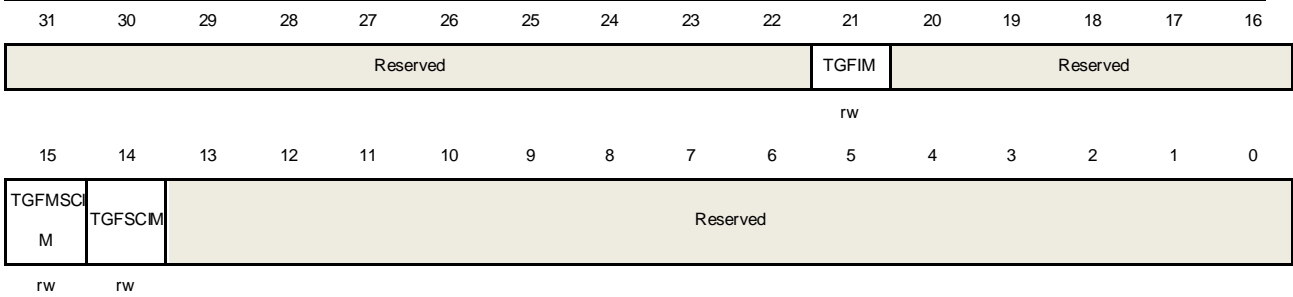 31 30 29 28 27 26 25 24 23 22 21 20 19 18 17 16
Reserved TGFIM Reserved
rw
15 14 13 12 11 10 9 8 7 6 5 4 3 2 1 0
TGFMSCI
M
TGFSCIM Reserved
rw rw